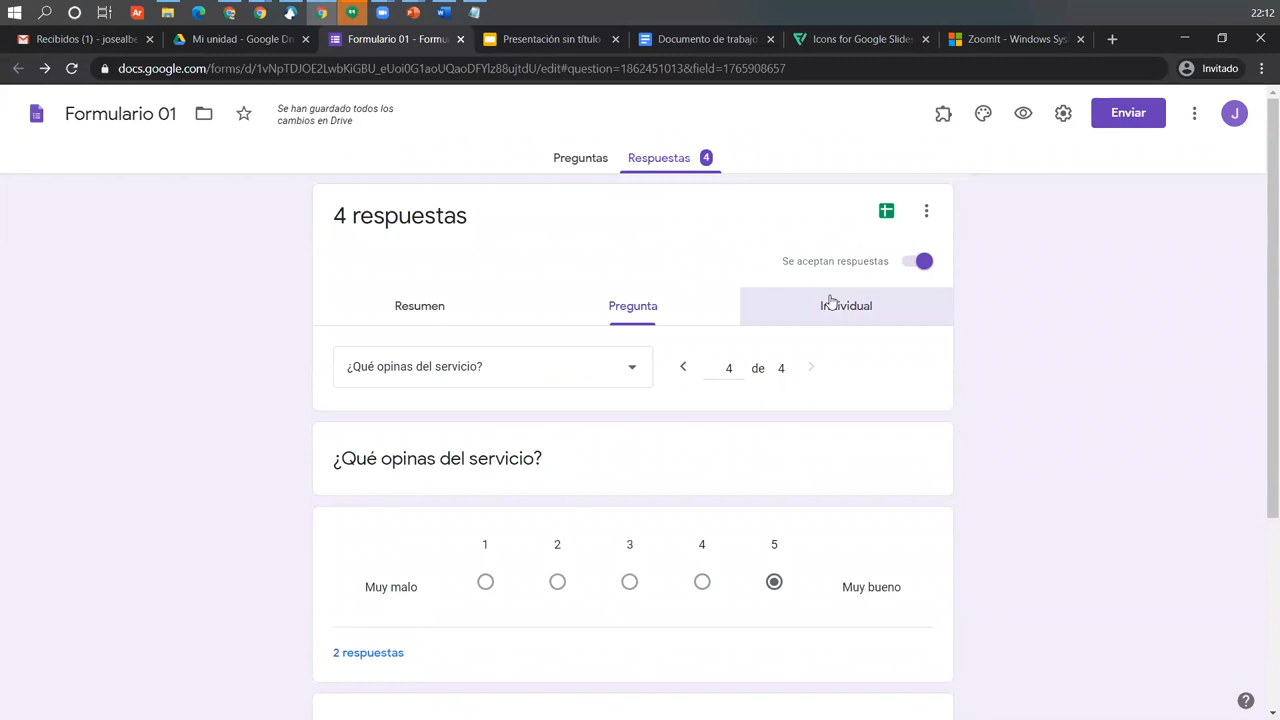 22:12
Recibidos (1) - josealbe
Mi unidad - Google Dr
Formulario 01 - Formu
Presentación sin título
Documento de trabajo
Icons for Google Slides
ZoomIt - Windows Sys
docs.google.com/forms/d/1vNpTDJOE2LwbKiGBU_eUoi0G1aoUQaoDFYlz88ujtdU/edit#question=1862451013&field=1765908657
Invitado
Formulario 01
Se han guardado todos los
cambios en Drive
Enviar
J
Preguntas
Respuestas 4
4 respuestas
Se aceptan respuestas
Resumen
Pregunta
Individual
¿Qué opinas del servicio?
4 de 4
¿Qué opinas del servicio?
1 2 3 4 5
Muy malo
Muy bueno
2 respuestas